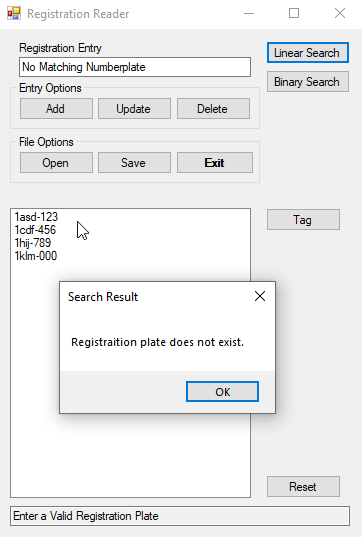 Registration Reader
Registration Entry
Linear Search
No Matching Numberplate
Binary Search
Entry Options
Add
Update
Delete
File Options
Open
Save
Exit
1asd-123
1cdf-456
1hij-789
1klm-000
Tag
Search Result
Registraition plate does not exist.
OK
Reset
Enter a Valid Registration Plate